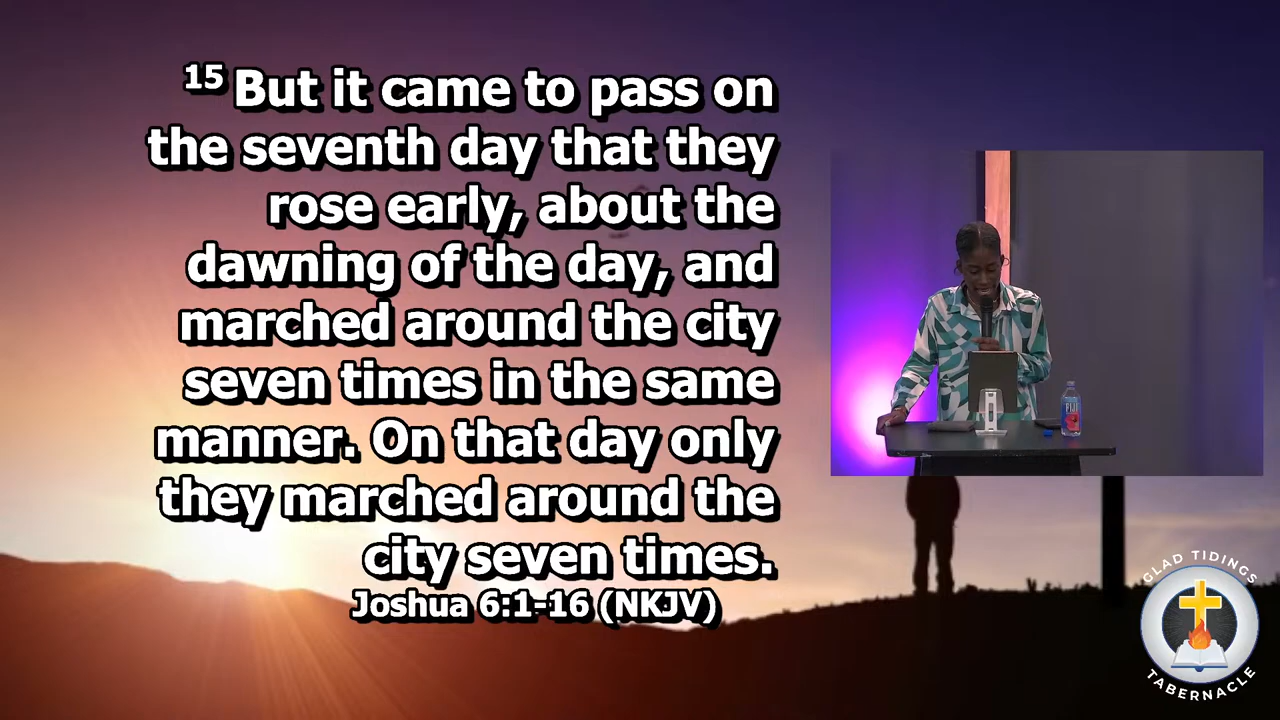 15 But it came to pass on
the seventh day that they
rose early, about the
dawning of the day, and
marched around the city
seven times in the same
manner. On that day only
they marched around the
city seven times.
Joshua 6:1-16 (NKJV)
FIJI
GLAD TIDINGS
TABERNACLE